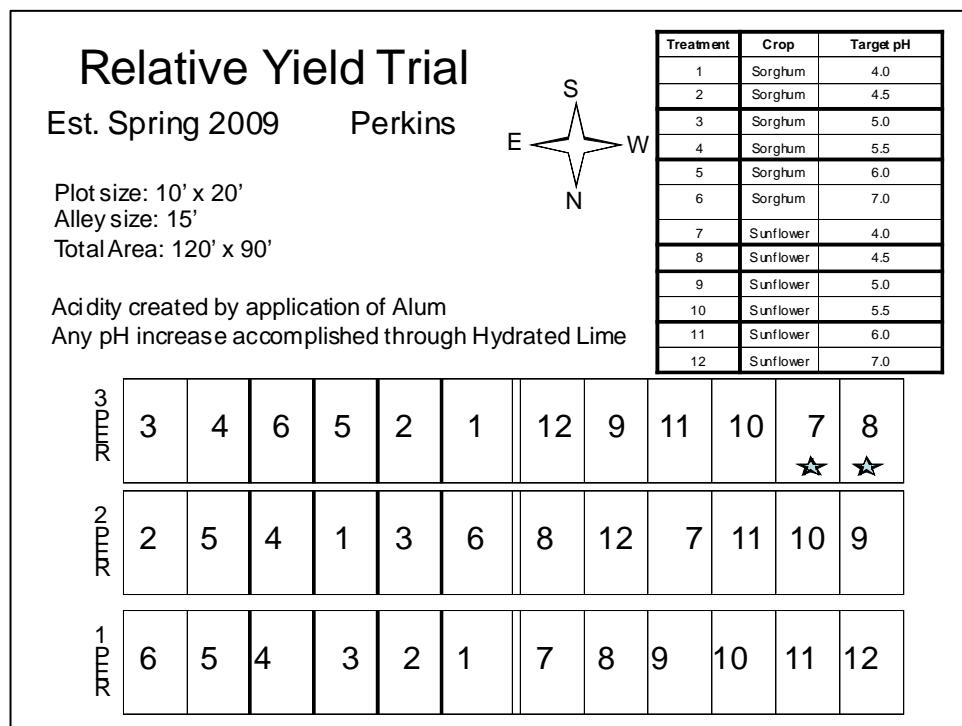 Relative Yield Trial
Est. Spring 2009 Perkins
S
E W
N
Plot size: 10’ x 20’
Alley size: 15’
Total Area: 120’ x 90’
Acidity created by application of Alum
Any pH increase accomplished through Hydrated Lime
Treatment Crop Target pH
1 Sorghum 4.0
2 Sorghum 4.5
3 Sorghum 5.0
4 Sorghum 5.5
5 Sorghum 6.0
6 Sorghum 7.0
7 Sunflower 4.0
8 Sunflower 4.5
9 Sunflower 5.0
10 Sunflower 5.5
11 Sunflower 6.0
12 Sunflower 7.0
3PER
3 4 6 5 2 1 12 9 11 10 7 8
2PER
2 5 4 1 3 6 8 12 7 11 10 9
1PER
6 5 4 3 2 1 7 8 9 10 11 12